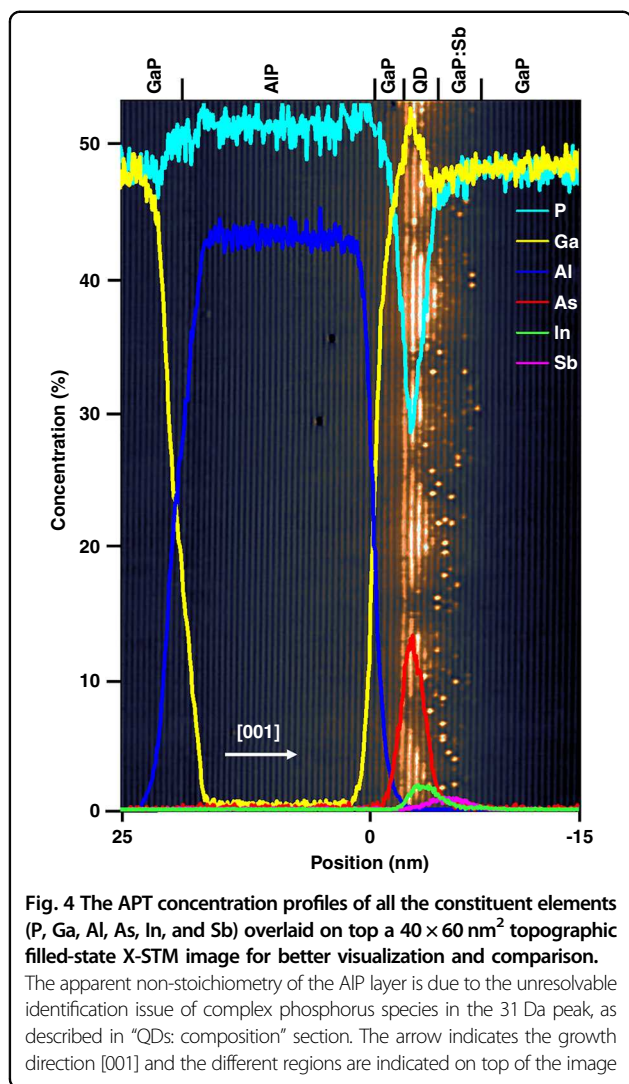 GaP
AlP
GaP
QD
GaP:Sb
GaP
50
40
30
20
10
0
Concentration (%)
P
Ga
Al
As
In
Sb
[001]
25
0
-15
Position (nm)
Fig. 4 The APT concentration profiles of all the constituent elements
(P, Ga, Al, As, In, and Sb) overlaid on top a 40 × 60 nm² topographic
filled-state X-STM image for better visualization and comparison.
The apparent non-stoichiometry of the AlP layer is due to the unresolvable
identification issue of complex phosphorus species in the 31 Da peak, as
described in “QDs: composition” section. The arrow indicates the growth
direction [001] and the different regions are indicated on top of the image